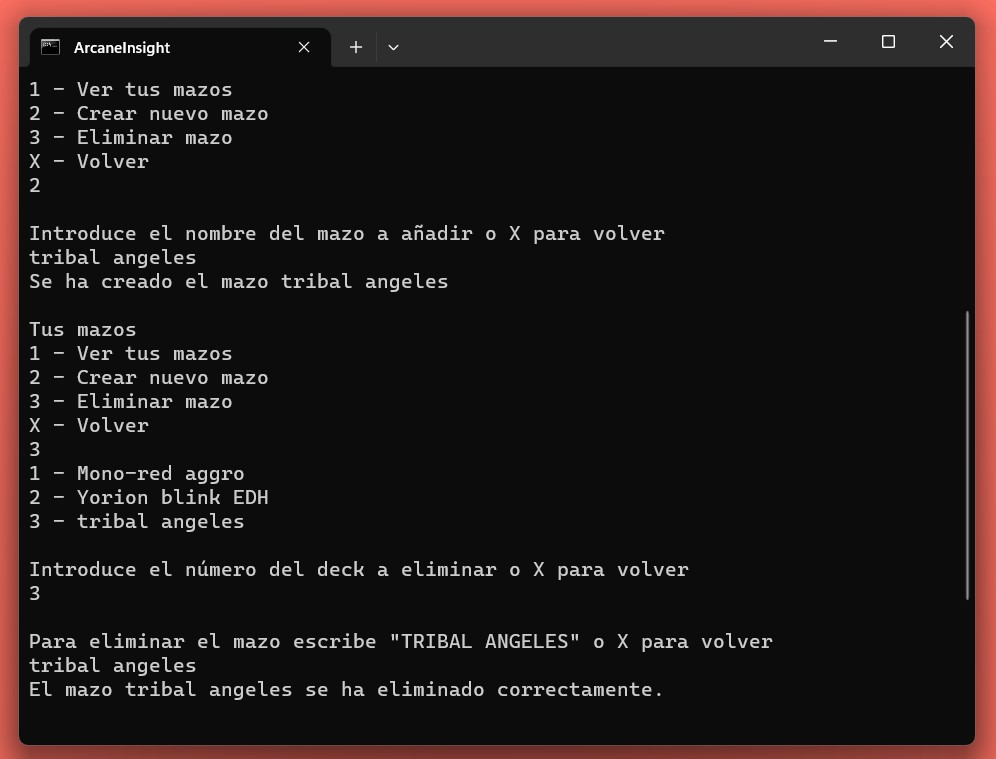 ArcaneInsight
1 - Ver tus mazos
2 - Crear nuevo mazo
3 - Eliminar mazo
X - Volver
2
Introduce el nombre del mazo a añadir o X para volver
tribal angeles
Se ha creado el mazo tribal angeles
Tus mazos
1 - Ver tus mazos
2 - Crear nuevo mazo
3 - Eliminar mazo
X - Volver
3
1 - Mono-red aggro
2 - Yorion blink EDH
3 - tribal angeles
Introduce el número del deck a eliminar o X para volver
3
Para eliminar el mazo escribe "TRIBAL ANGELES" o X para volver
tribal angeles
El mazo tribal angeles se ha eliminado correctamente.